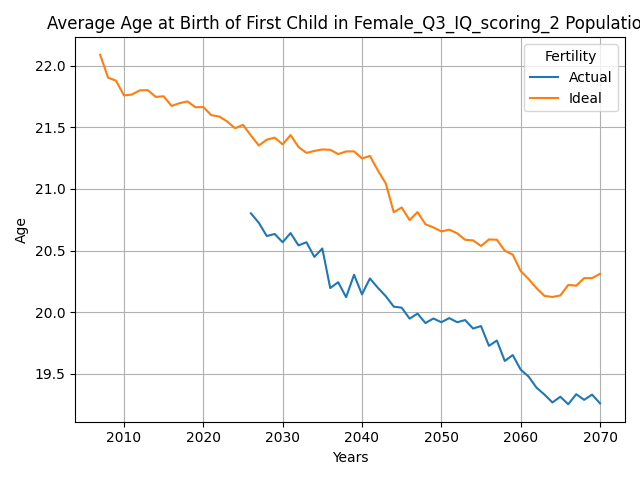 Average Age at Birth of First Child in Female_Q3_IQ_scoring_2 Populatio
Fertility
Actual
Ideal
22.0
21.5
21.0
20.5
20.0
19.5
Age
2010 2020 2030 2040 2050 2060 2070
Years